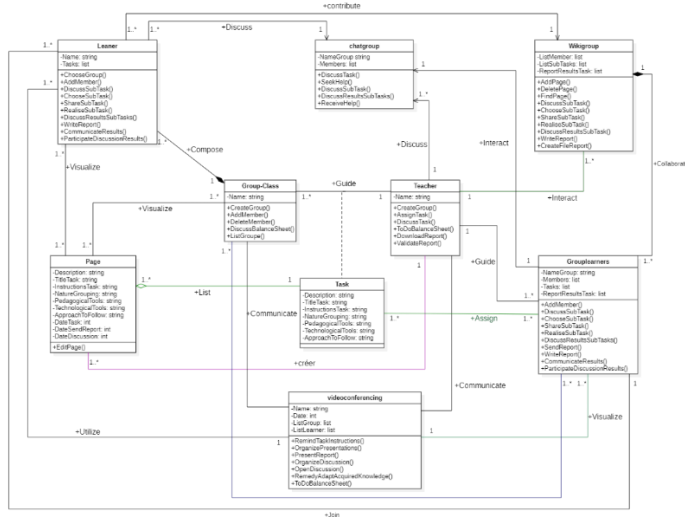 +contribute
+Discuss
Leaner
-Name: string
-Tasks: list
+ChooseGroup()
+AddMember()
+DiscussSubTask()
+ChooseSubTask()
+ShareSubTask()
+RealiseSubTask()
+DiscussResultsSubTasks()
+WriteReport()
+CommunicateResults()
+ParticipateDiscussionResults()
chatgroup
-NameGroup string
-Members: list
+DiscussTask()
+SeekHelp()
+DiscussSubTask()
+DiscussResultsSubTasks()
+ReceiveHelp()
Wikigroup
-ListMember: list
-ListSubTasks: list
-ReportResultsTask: list
+AddPage()
+DeletePage()
+FindPage()
+DiscussSubTask()
+ChooseSubTask()
+ShareSubTask()
+RealiseSubTask()
+DiscussResultsSubTask()
+WriteReport()
+CreateFileReport()
+Compose
+Discuss
+Interact
+Collaborat
+Visualize
+Guide
+Interact
Group-Class
-Name: string
+CreateGroup()
+AddMember()
+DeleteMember()
+DiscussBalanceSheet()
+ListGroupe()
Teacher
-Name: string
+CreateGroup()
+AssignTask()
+DiscussTask()
+ToDoBalanceSheet()
+DownloadReport()
+ValidateReport()
+Visualize
+Guide
Page
-Description: string
-TitleTask: string
-InstructionsTask: string
-NatureGrouping: string
-PedagogicalTools: string
-TechnologicalTools: string
-ApproachToFollow: string
-DateTask: int
-DateSendReport: int
-DateDiscussion: int
+EditPage()
+List
+Communicate
Task
-Description: string
-TitleTask: string
-InstructionsTask: string
-NatureGrouping: string
-PedagogicalTools: string
-TechnologicalTools: string
-ApproachToFollow: string
+Assign
Grouplearners
-NameGroup: string
-Members: list
-Tasks: list
-ReportResultsTask: list
+AddMember()
+DiscussSubTask()
+ChooseSubTask()
+ShareSubTask()
+RealiseSubTask()
+DiscussResultsSubTask()
+SendReport()
+WriteReport()
+CommunicateResults()
+ParticipateDiscussionResults()
+créer
+Communicate
videoconferencing
-Name: string
-Date: int
-ListGroup: list
-ListLearner: list
+RemindTaskInstructions()
+OrganizePresentations()
+PresentReport()
+OrganizeDiscussion()
+OpenDiscussion()
+RemedyAdaptAcquiredKnowledge()
+ToDoBalanceSheet()
+Utilize
+Visualize
+Join